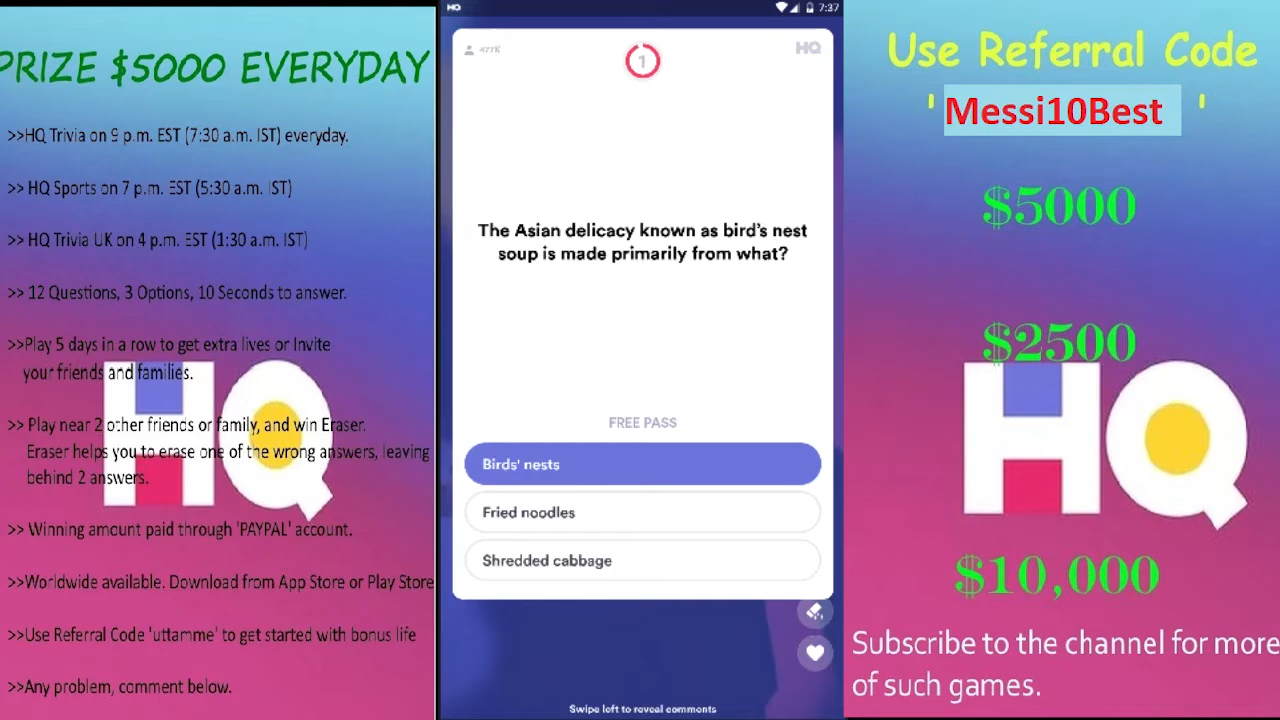 PRIZE $5000 EVERYDAY
>>HQ Trivia on 9 p.m. EST (7:30 a.m. IST) everyday.
>> HQ Sports on 7 p.m. EST (5:30 a.m. IST)
>> HQ Trivia UK on 4 p.m. EST (1:30 a.m. IST)
>> 12 Questions, 3 Options, 10 Seconds to answer.
>>Play 5 days in a row to get extra lives or Invite
your friends and families.
>> Play near 2 other friends or family, and win Eraser.
Eraser helps you to erase one of the wrong answers, leaving
behind 2 answers.
>> Winning amount paid through 'PAYPAL' account.
>>Worldwide available. Download from App Store or Play Store
>>Use Referral Code 'uttamme' to get started with bonus life
>>Any problem, comment below.
HQ
HQ
7:37
477K
1
HQ
The Asian delicacy known as bird's nest
soup is made primarily from what?
FREE PASS
Birds' nests
Fried noodles
Shredded cabbage
Swipe left to reveal comments
Use Referral Code
' Messi10Best '
$5000
$2500
HQ
$10,000
Subscribe to the channel for more
of such games.